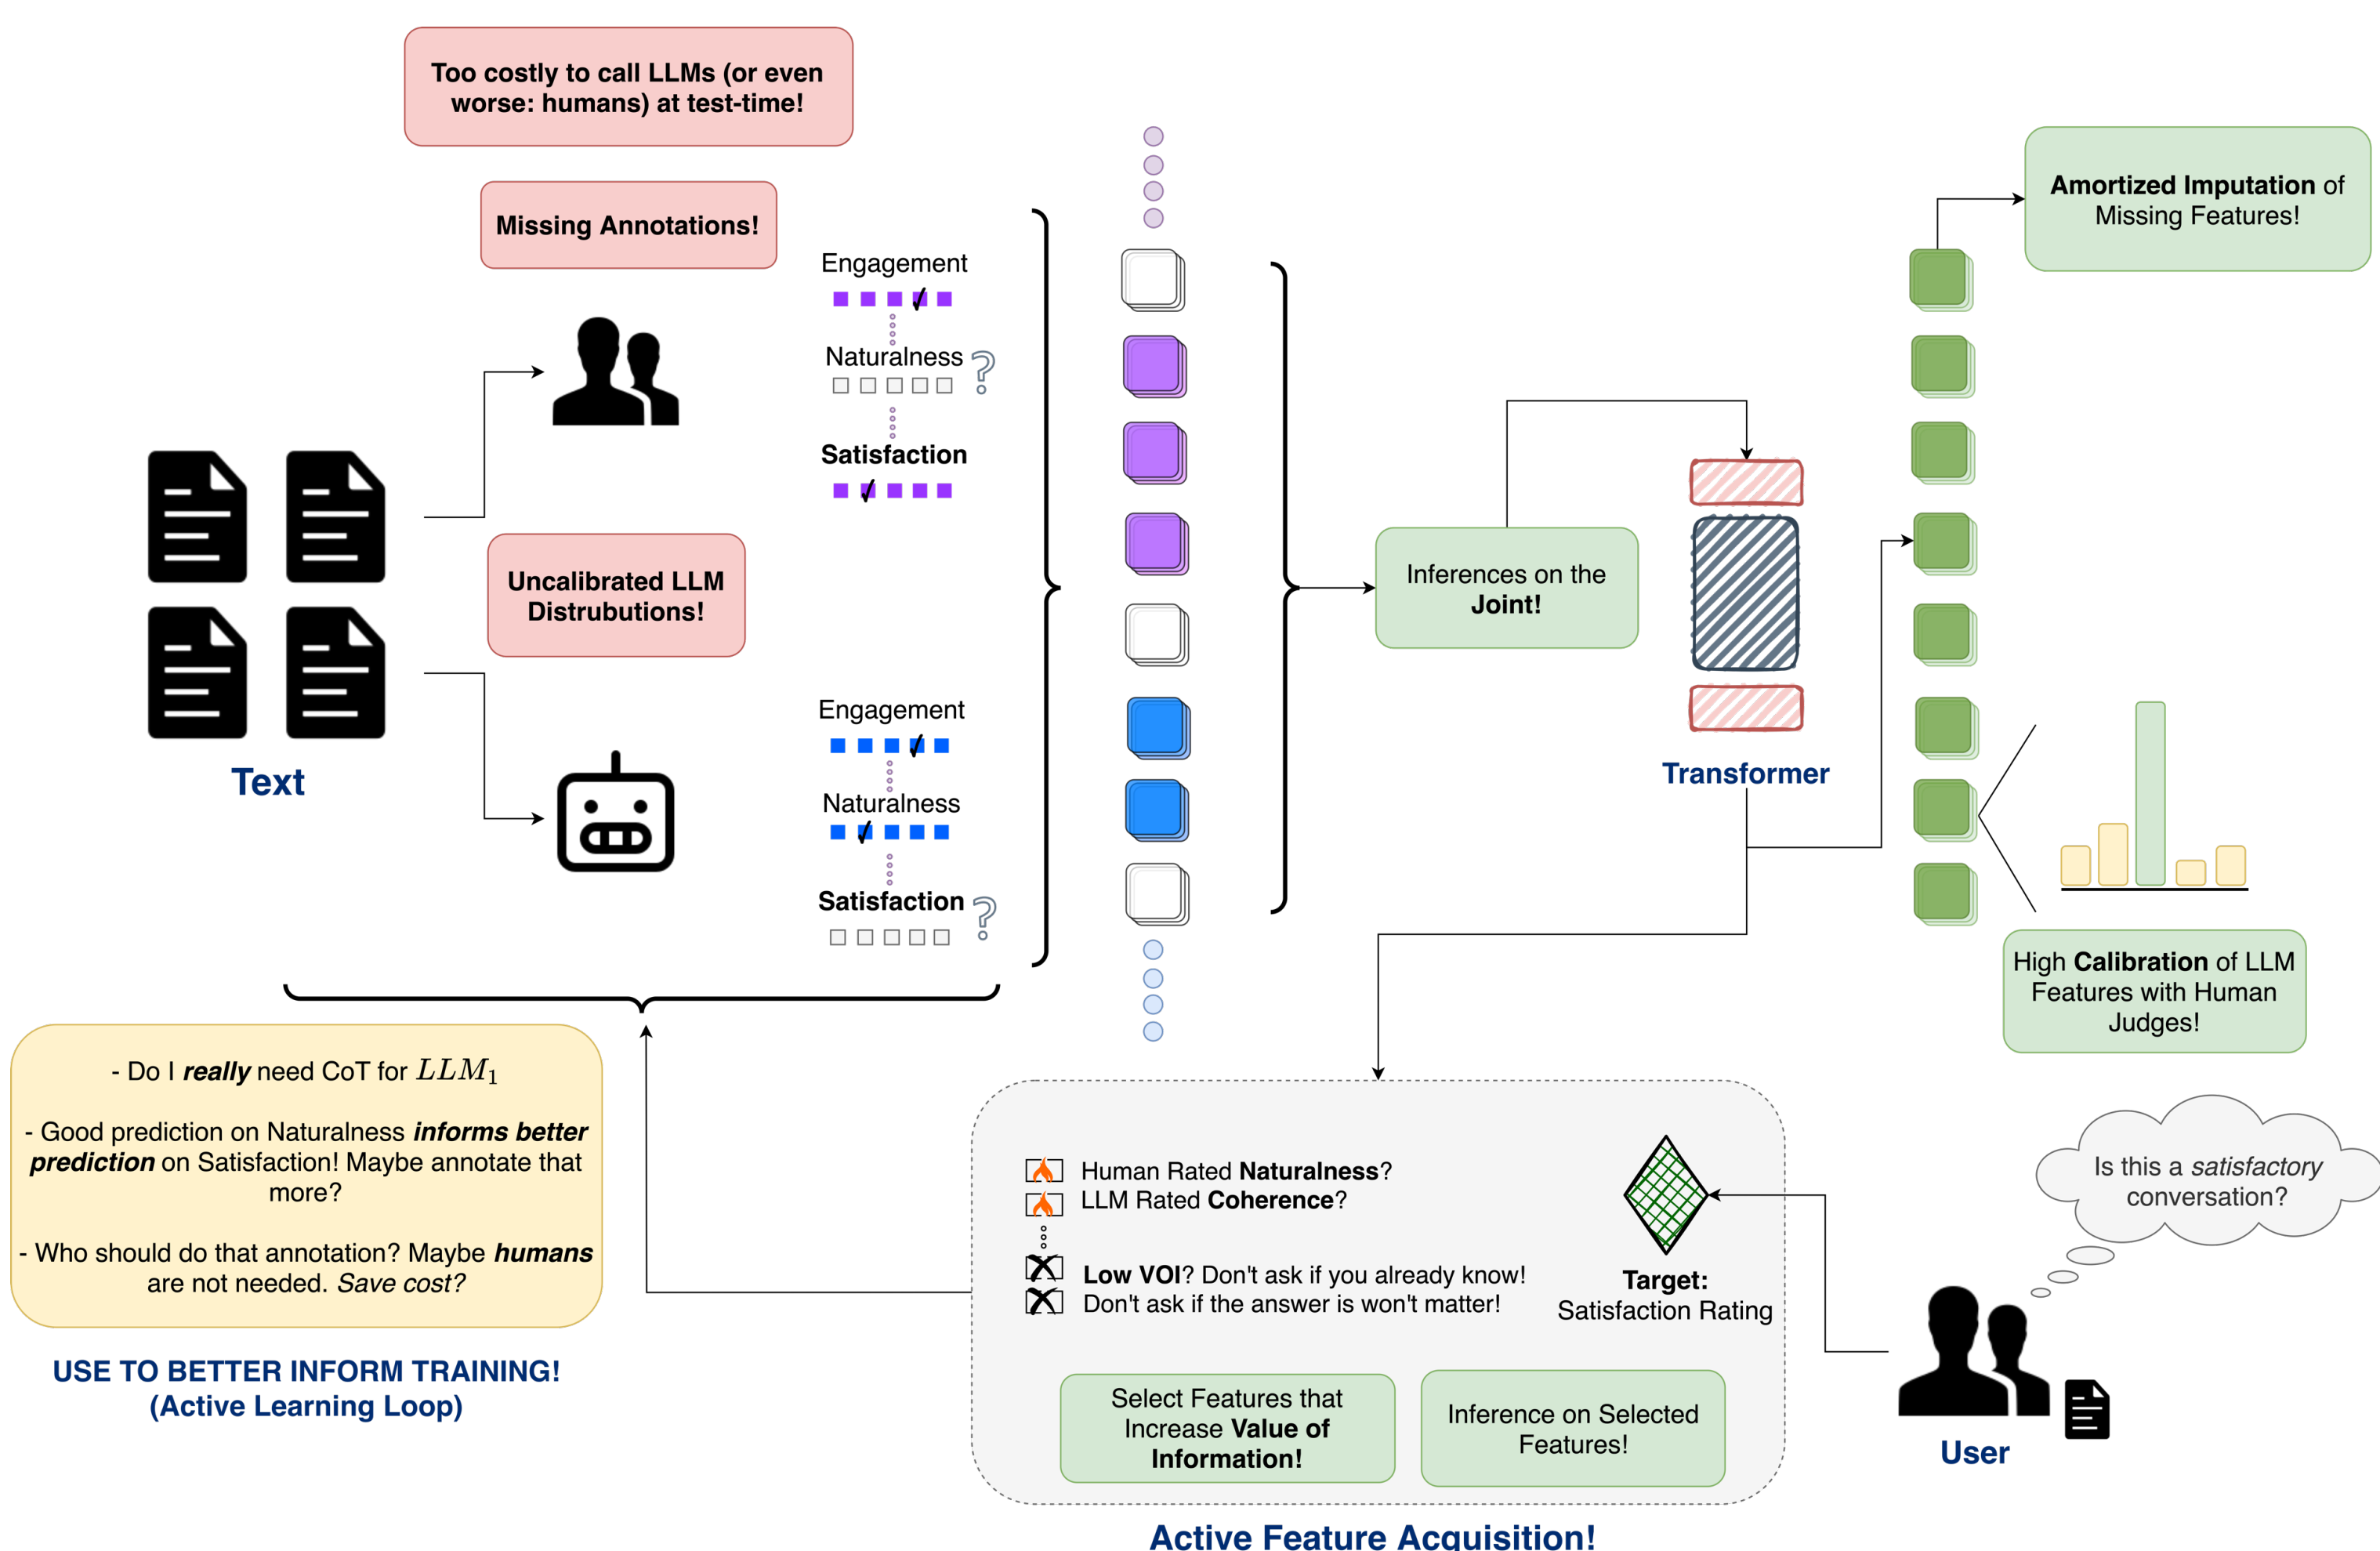 Too costly to call LLMs (or even
worse: humans) at test-time!
Missing Annotations!
Engagement
Naturalness
?
Satisfaction
Text
Uncalibrated LLM
Distrubutions!
Engagement
Naturalness
Satisfaction
?
Inferences on the
Joint!
Transformer
Amortized Imputation of
Missing Features!
High Calibration of LLM
Features with Human
Judges!
- Do I really need CoT for LLM₁
- Good prediction on Naturalness informs better
prediction on Satisfaction! Maybe annotate that
more?
- Who should do that annotation? Maybe humans
are not needed. Save cost?
USE TO BETTER INFORM TRAINING!
(Active Learning Loop)
Human Rated Naturalness?
LLM Rated Coherence?
Low VOI? Don't ask if you already know!
Don't ask if the answer is won't matter!
Target:
Satisfaction Rating
Select Features that
Increase Value of
Information!
Inference on Selected
Features!
Active Feature Acquisition!
Is this a satisfactory
conversation?
User